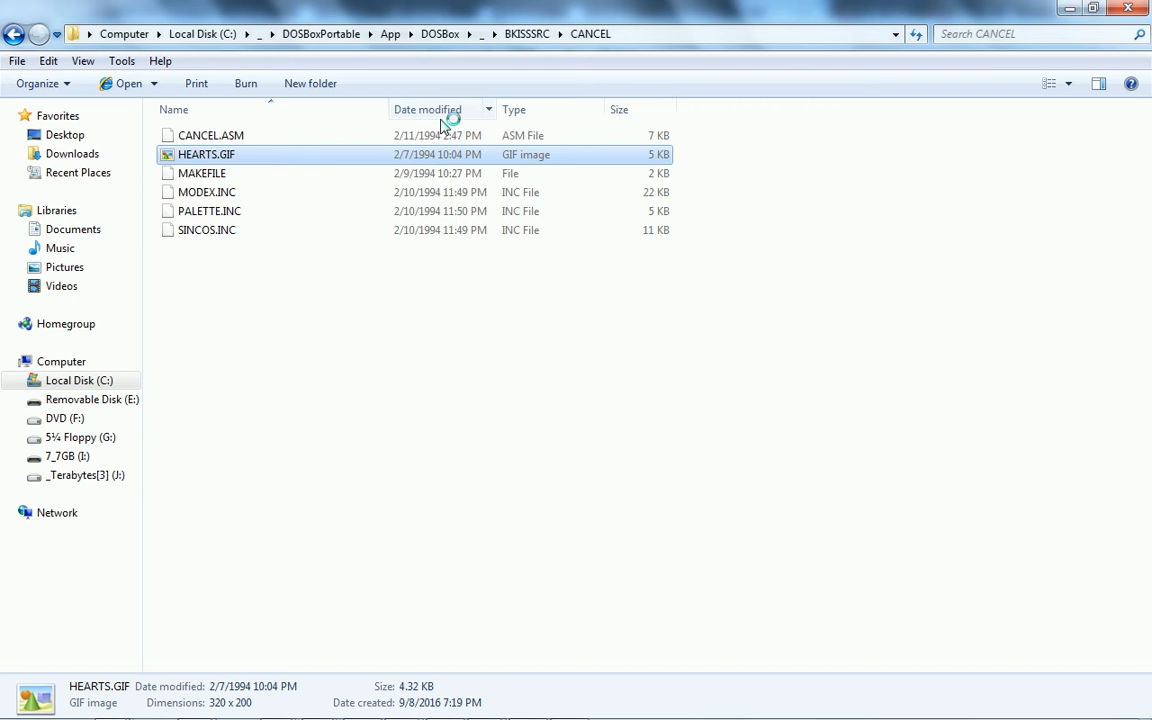 Computer Local Disk (C:) _ DOSBoxPortable App DOSBox _ BKISSSRC CANCEL Search CANCEL
File Edit View Tools Help
Organize Open Print Burn New folder
Name Date modified Type Size
Favorites
Desktop
Downloads
Recent Places
Libraries
Documents
Music
Pictures
Videos
Homegroup
Computer
Local Disk (C:)
Removable Disk (E:)
DVD (F:)
5¼ Floppy (G:)
7_7GB (I:)
_Terabytes[3] (J:)
Network
CANCEL.ASM 2/11/1994 2:47 PM ASM File 7 KB
HEARTS.GIF 2/7/1994 10:04 PM GIF image 5 KB
MAKEFILE 2/9/1994 10:27 PM File 2 KB
MODEX.INC 2/10/1994 11:49 PM INC File 22 KB
PALETTE.INC 2/10/1994 11:50 PM INC File 5 KB
SINCOS.INC 2/10/1994 11:49 PM INC File 11 KB
HEARTS.GIF Date modified: 2/7/1994 10:04 PM Size: 4.32 KB
GIF image Dimensions: 320 x 200 Date created: 9/8/2016 7:19 PM